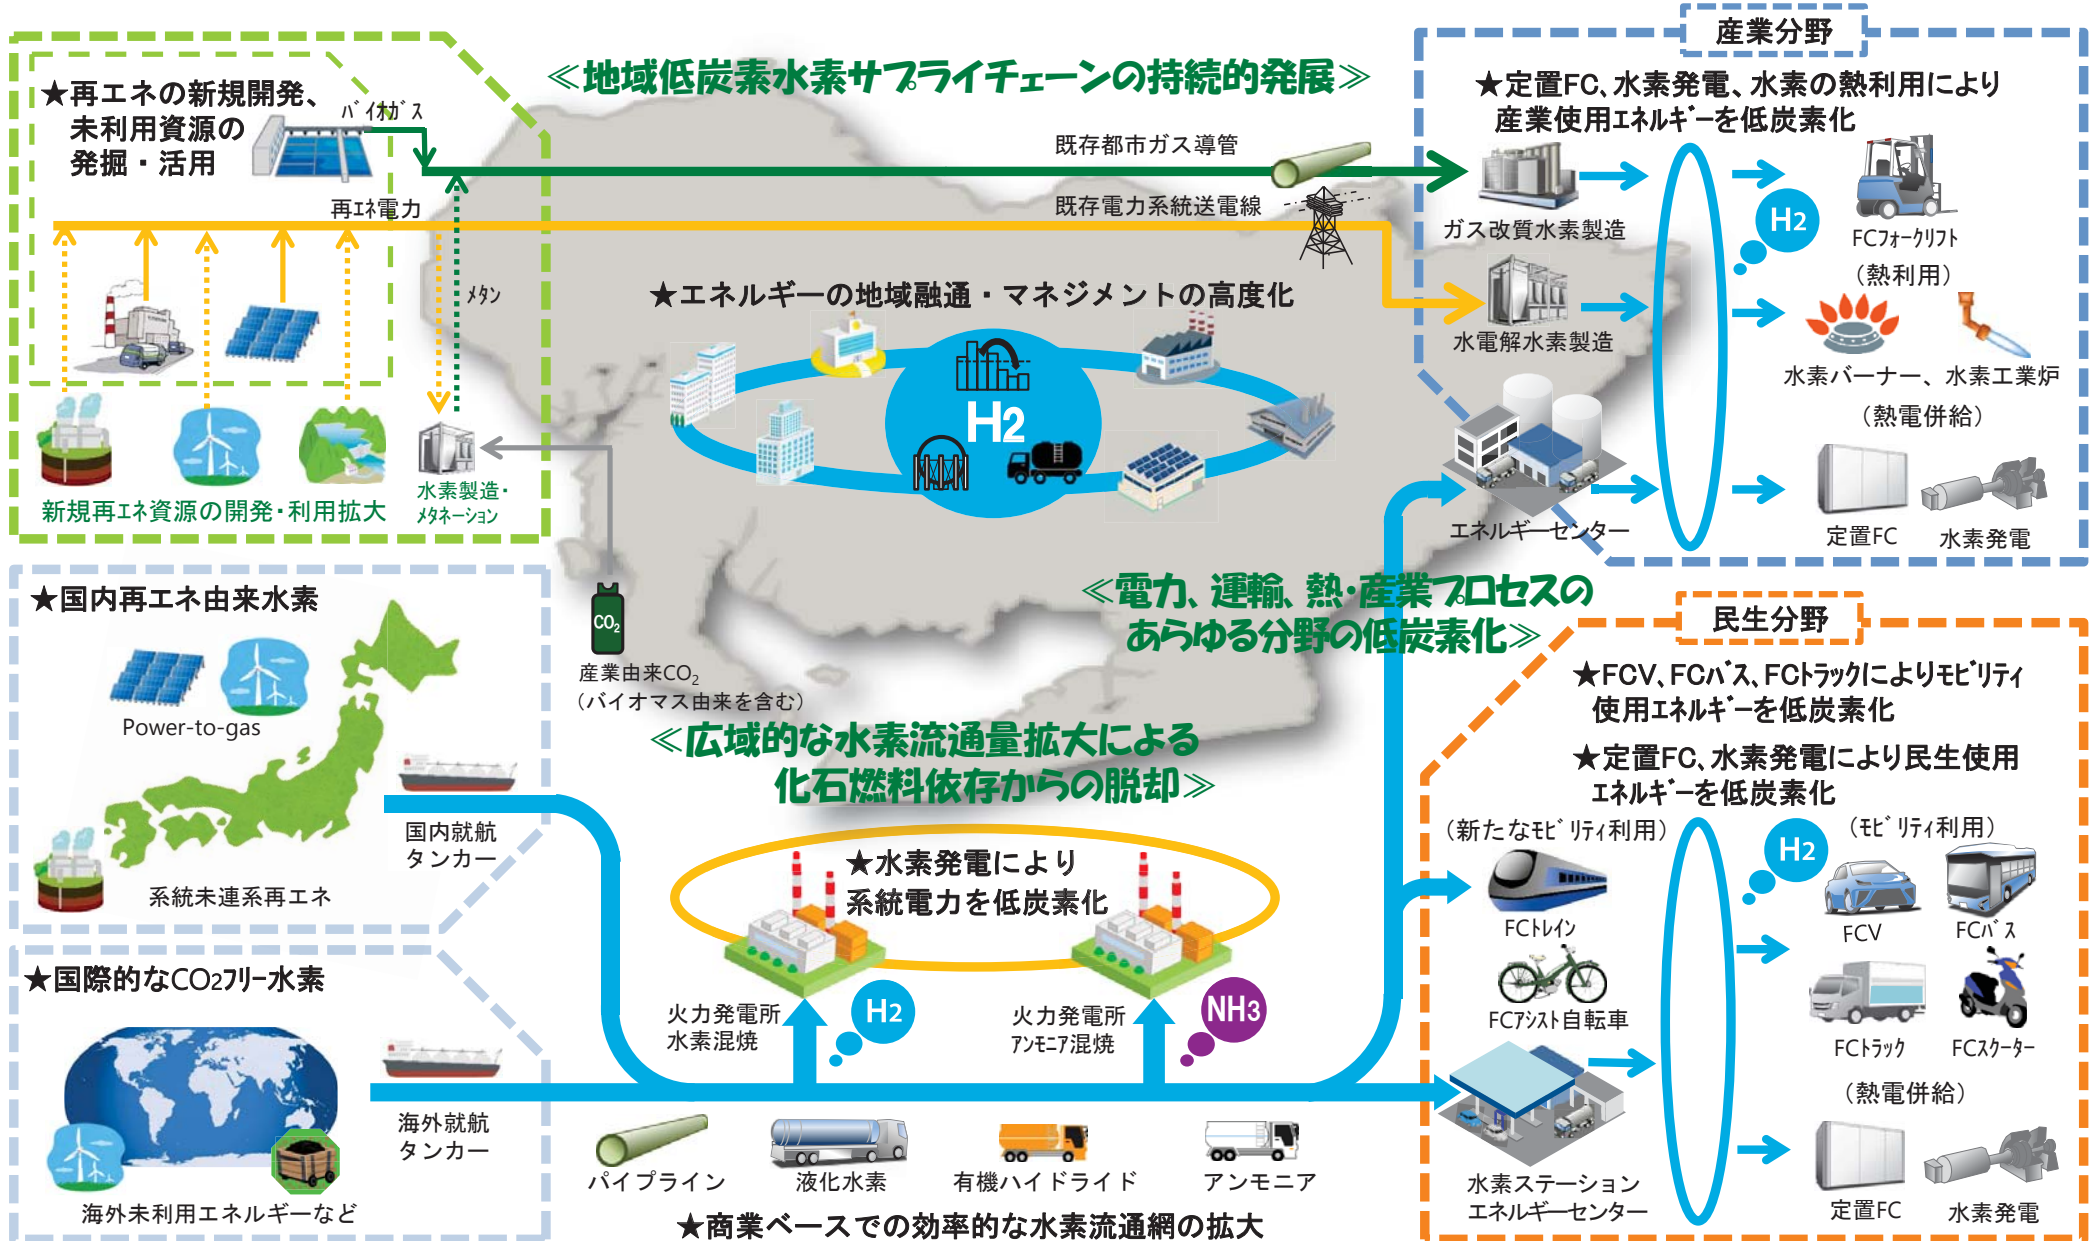 ≪地域低炭素水素サプライチェーンの持続的発展≫
★再エネの新規開発、
未利用資源の
発掘・活用
バイオガス
再エネ電力
メタン
新規再エネ資源の開発・利用拡大
水素製造・
メタネーション
既存都市ガス導管
既存電力系統送電線
★エネルギーの地域融通・マネジメントの高度化
H2
CO2
産業由来CO2
（バイオマス由来を含む）
産業分野
★定置FC、水素発電、水素の熱利用により
産業使用エネルギーを低炭素化
ガス改質水素製造
水電解水素製造
エネルギーセンター
H2
FCフォークリフト
（熱利用）
水素バーナー、水素工業炉
（熱電併給）
定置FC
水素発電
≪電力、運輸、熱・産業プロセスの
あらゆる分野の低炭素化≫
★国内再エネ由来水素
Power-to-gas
系統未連系再エネ
国内就航
タンカー
≪広域的な水素流通量拡大による
化石燃料依存からの脱却≫
★水素発電により
系統電力を低炭素化
火力発電所
水素混焼
H2
火力発電所
アンモニア混焼
NH3
★国際的なCO2フリー水素
海外未利用エネルギーなど
海外就航
タンカー
パイプライン
液化水素
有機ハイドライド
アンモニア
★商業ベースでの効率的な水素流通網の拡大
民生分野
★FCV、FCバス、FCトラックによりモビリティ
使用エネルギーを低炭素化
★定置FC、水素発電により民生使用
エネルギーを低炭素化
（新たなモビリティ利用）
FCトレイン
FCアシスト自転車
水素ステーション
エネルギーセンター
H2
（モビリティ利用）
FCV
FCバス
FCトラック
FCスクーター
（熱電併給）
定置FC
水素発電